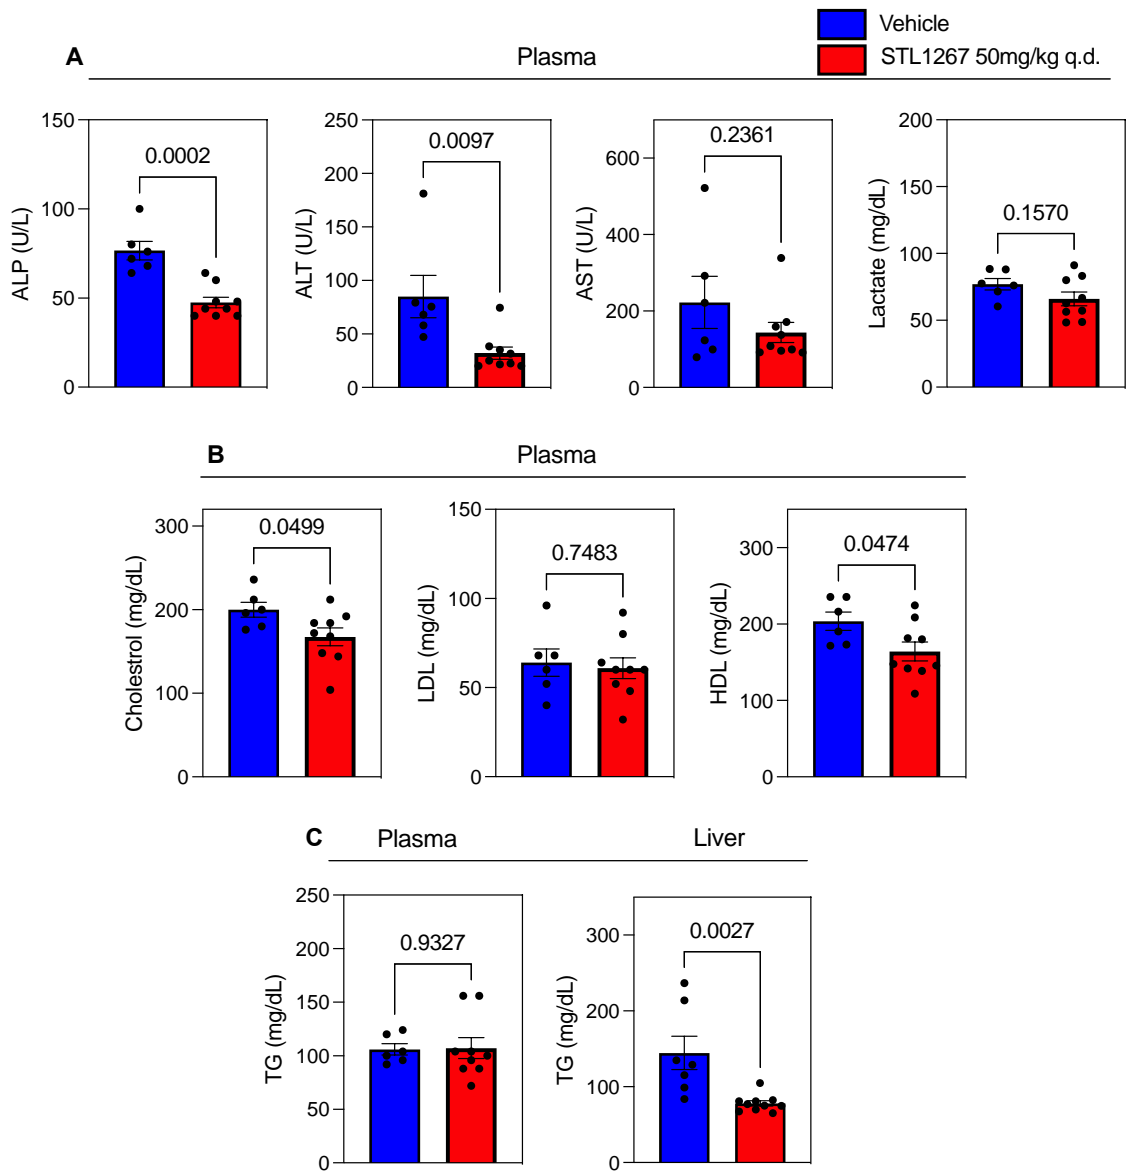 Vehicle
STL1267 50mg/kg q.d.
A
Plasma
ALP (U/L)
150
100
50
0
0.0002
ALT (U/L)
250
200
150
100
50
0
0.0097
AST (U/L)
600
400
200
0
0.2361
Lactate (mg/dL)
200
150
100
50
0
0.1570
B
Plasma
Cholestrol (mg/dL)
300
200
100
0
0.0499
LDL (mg/dL)
150
100
50
0
0.7483
HDL (mg/dL)
300
200
100
0
0.0474
C
Plasma
Liver
TG (mg/dL)
250
200
150
100
50
0
0.9327
TG (mg/dL)
300
200
100
0
0.0027